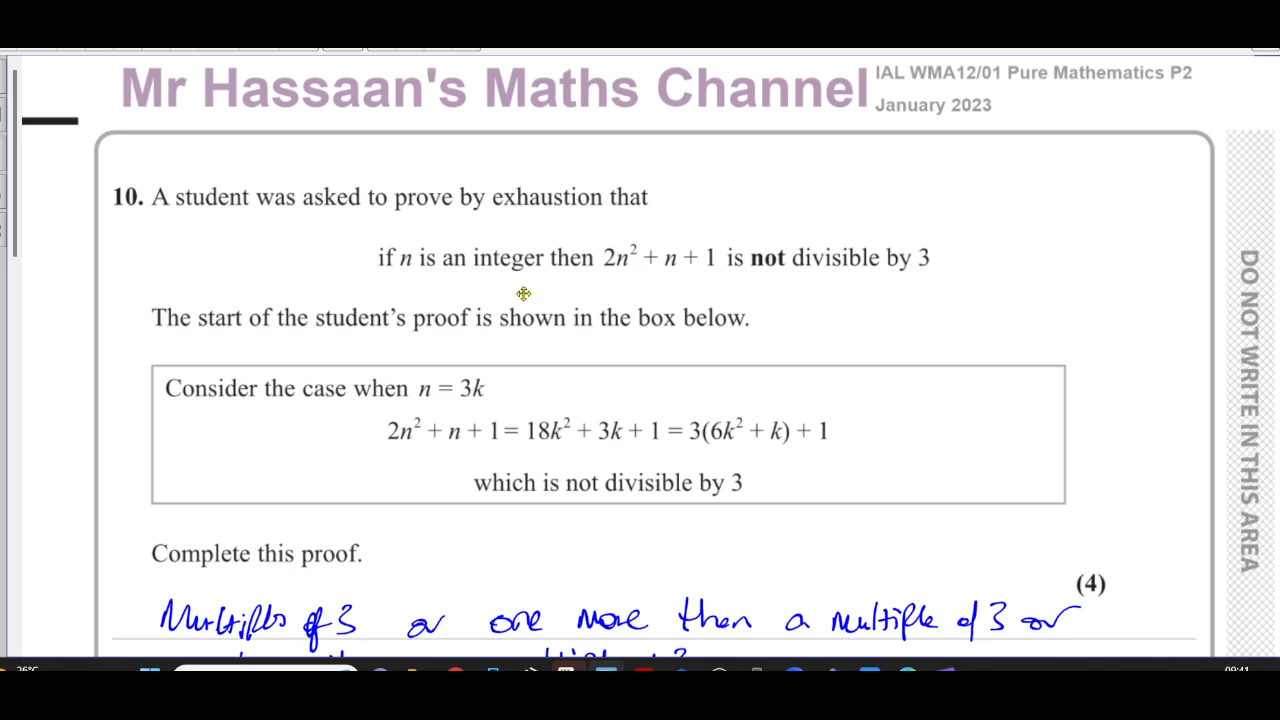 Mr Hassaan's Maths Channel
IAL WMA12/01 Pure Mathematics P2
January 2023
10. A student was asked to prove by exhaustion that
if n is an integer then 2n² + n + 1 is not divisible by 3
The start of the student's proof is shown in the box below.
Consider the case when n = 3k
2n² + n + 1 = 18k² + 3k + 1 = 3(6k² + k) + 1
which is not divisible by 3
Complete this proof.
(4)
Multiples of 3 or one more then a multiple of 3 or
DO NOT WRITE IN THIS AREA
26°C
09:41